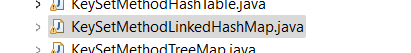 KeySetMethodHashTable.java
KeySetMethodLinkedHashMap.java
KeySetMethodTreeMap.java